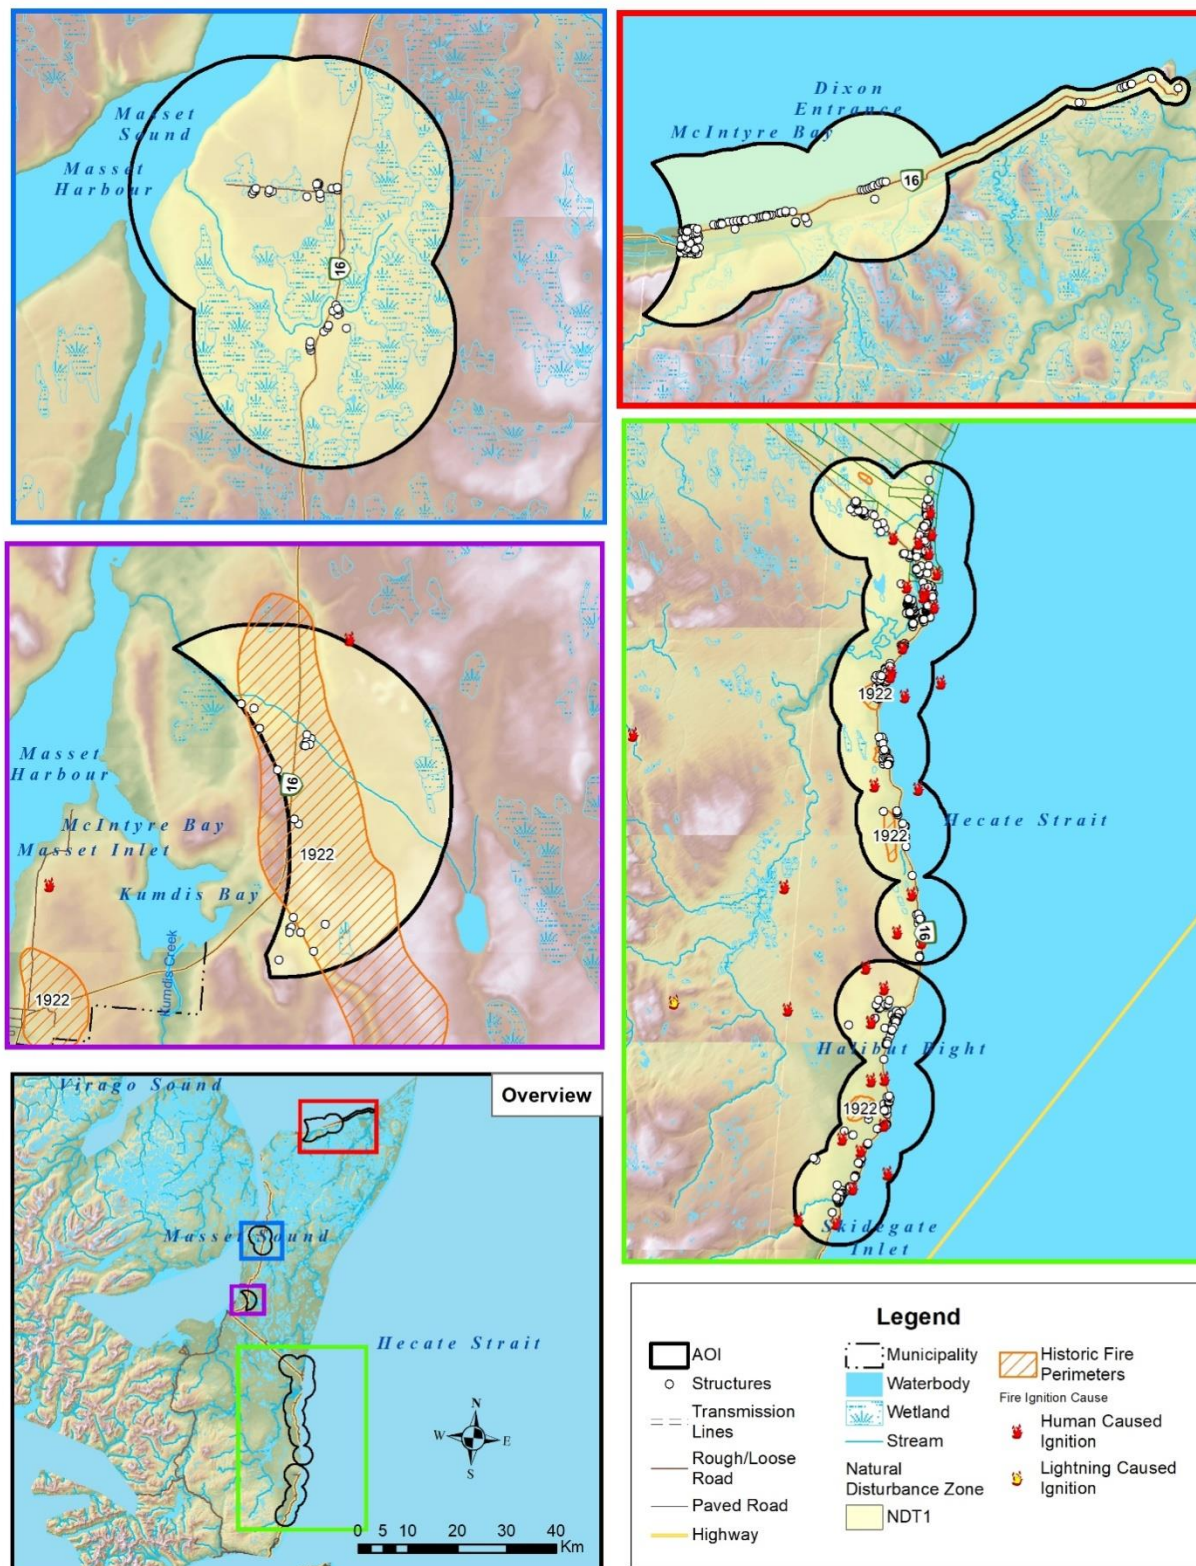 Masset
Sound
Masset
Harbour
16
Dixon
Entrance
McIntyre Bay
16
1922
Hecate Strait
1922
16
Halibut Bight
1922
Skidegate
Inlet
Masset
Harbour
16
McIntyre Bay
Masset Inlet
1922
Kumdis Bay
Kumdis Creek
1922
Overview
Virago Sound
Masset Sound
Hecate Strait
N
W E
S
0 5 10 20 30 40
Km
Legend
AOI
Structures
Transmission
Lines
Rough/Loose
Road
Paved Road
Highway
Municipality
Waterbody
Wetland
Stream
Natural
Disturbance Zone
NDT1
Historic Fire
Perimeters
Fire Ignition Cause
Human Caused
Ignition
Lightning Caused
Ignition